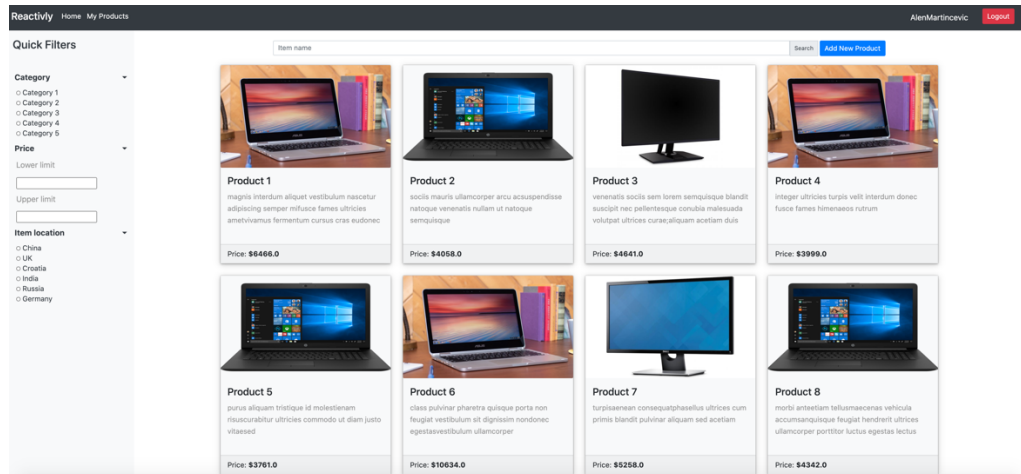 Reactivly Home My Products AlenMartincevic Logout
Quick Filters
Item name Search Add New Product
Category
Category 1
Category 2
Category 3
Category 4
Category 5
Price
Lower limit
Upper limit
Item location
China
UK
Croatia
India
Russia
Germany
Product 1
magnis interdum aliquet vestibulum nascetur
adipiscing semper mifusce fames ultricies
ametvivamus fermentum cursus cras eudonec
Price: $6466.0
Product 2
sociis mauris ullamcorper arcu acsuspendisse
natoque venenatis nullam ut natoque
semquisque
Price: $4058.0
Product 3
venenatis sociis sem lorem semquisque blandit
suscipit nec pellentesque conubia malesuada
volutpat ultrices curae;aliquam acetiam duis
Price: $4641.0
Product 4
integer ultricies turpis velit interdum donec
fusce fames himenaeos rutrum
Price: $3999.0
Product 5
purus aliquam tristique id molestienam
risuscurabitur ultricies commodo ut diam justo
vitaesed
Price: $3761.0
Product 6
class pulvinar pharetra quisque porta non
feugiat vestibulum sit dignissim nondonec
egestasvestibulum ullamcorper
Price: $10634.0
Product 7
turpisaenean consequatphasellus ultrices cum
primis blandit pulvinar aliquam sed acetiam
Price: $5258.0
Product 8
morbi anteetiam tellusmaecenas vehicula
accumsanquisque feugiat hendrerit ultrices
ullamcorper porttitor luctus egestas lectus
Price: $4342.0